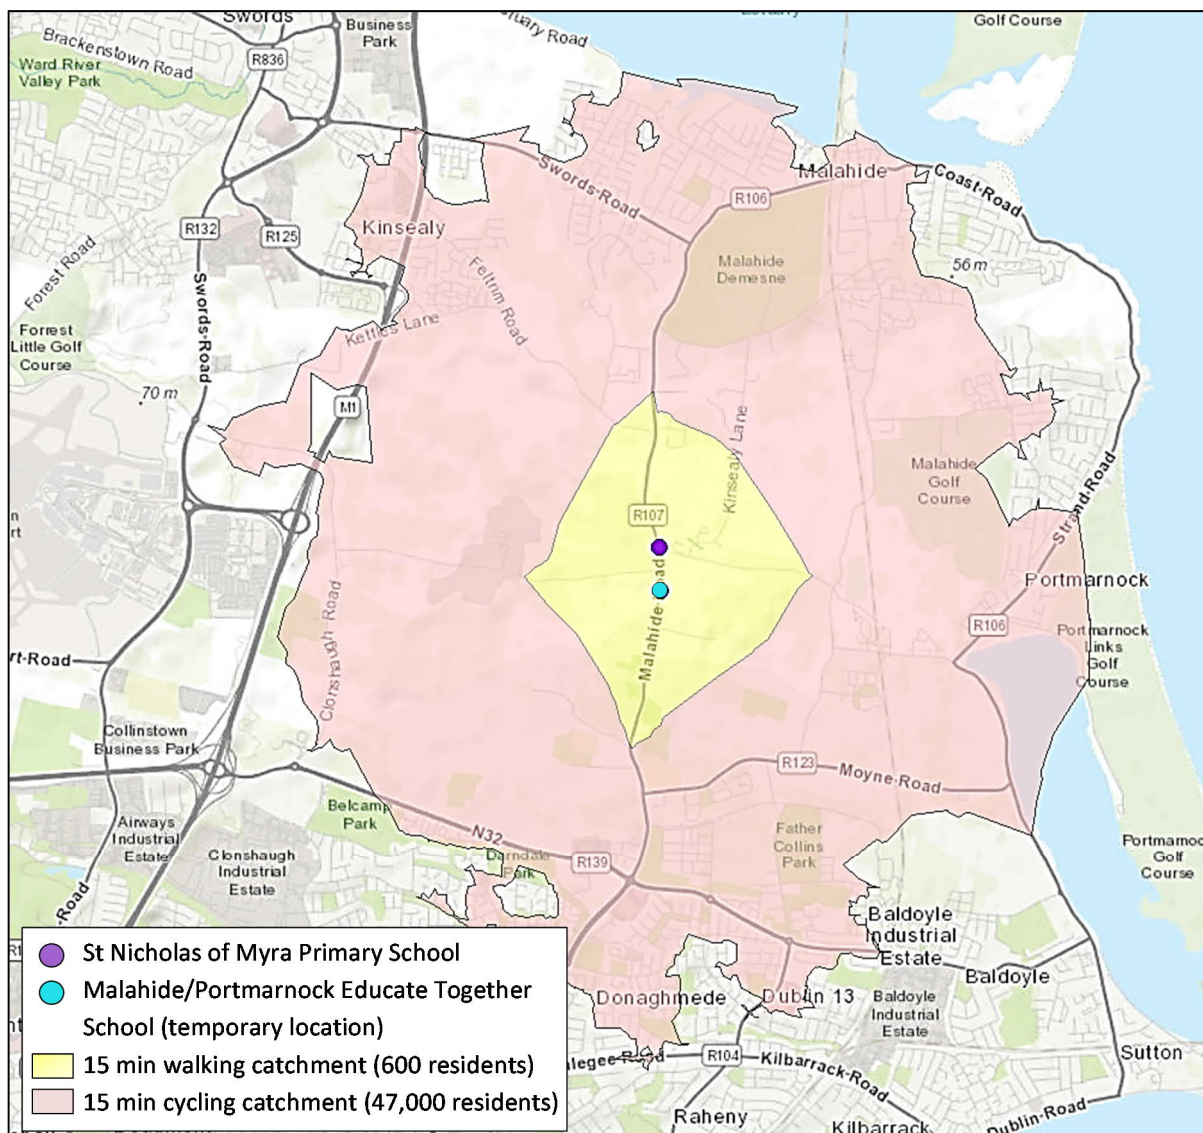 Swords
Business
Park
Estuary
tuary Road
Golf Course
Brackenstown Road
R836
Ward River
Valley Park
Swords-Road
R106
Malahide
Coast-Road
R132
R125
Kinsealy
Feltrim Road
Malahide
Demesne
56 m
Forest Road
Swords-Road
Kettles Lane
Forrest
Little Golf
Course
70 m
M1
Kinsealy Lane
Malahide
Golf
Course
Strand-Road
R107
Portmarnock
Malahide Road
R106
Portmarnock
Links
Golf
Course
Clonshaugh Road
rt-Road
Collinstown
Business Park
R123
Moyne-Road
Belcamp
Park
N32
Airways
Industrial
Estate
Clonshaugh
Industrial
Estate
Darndale
Park
R139
Father
Collins
Park
Portmarnoc
Golf
Course
-Road
Baldoyle
Industrial
Estate
Baldoyle
Donaghmede
Dublin 13
Baldoyle
Industrial
Estate
R104
Kilbarrack-Road
Sutton
Raheny
Kilbarrack
Dublin-Road
St Nicholas of Myra Primary School
Malahide/Portmarnock Educate Together
School (temporary location)
15 min walking catchment (600 residents)
15 min cycling catchment (47,000 residents)